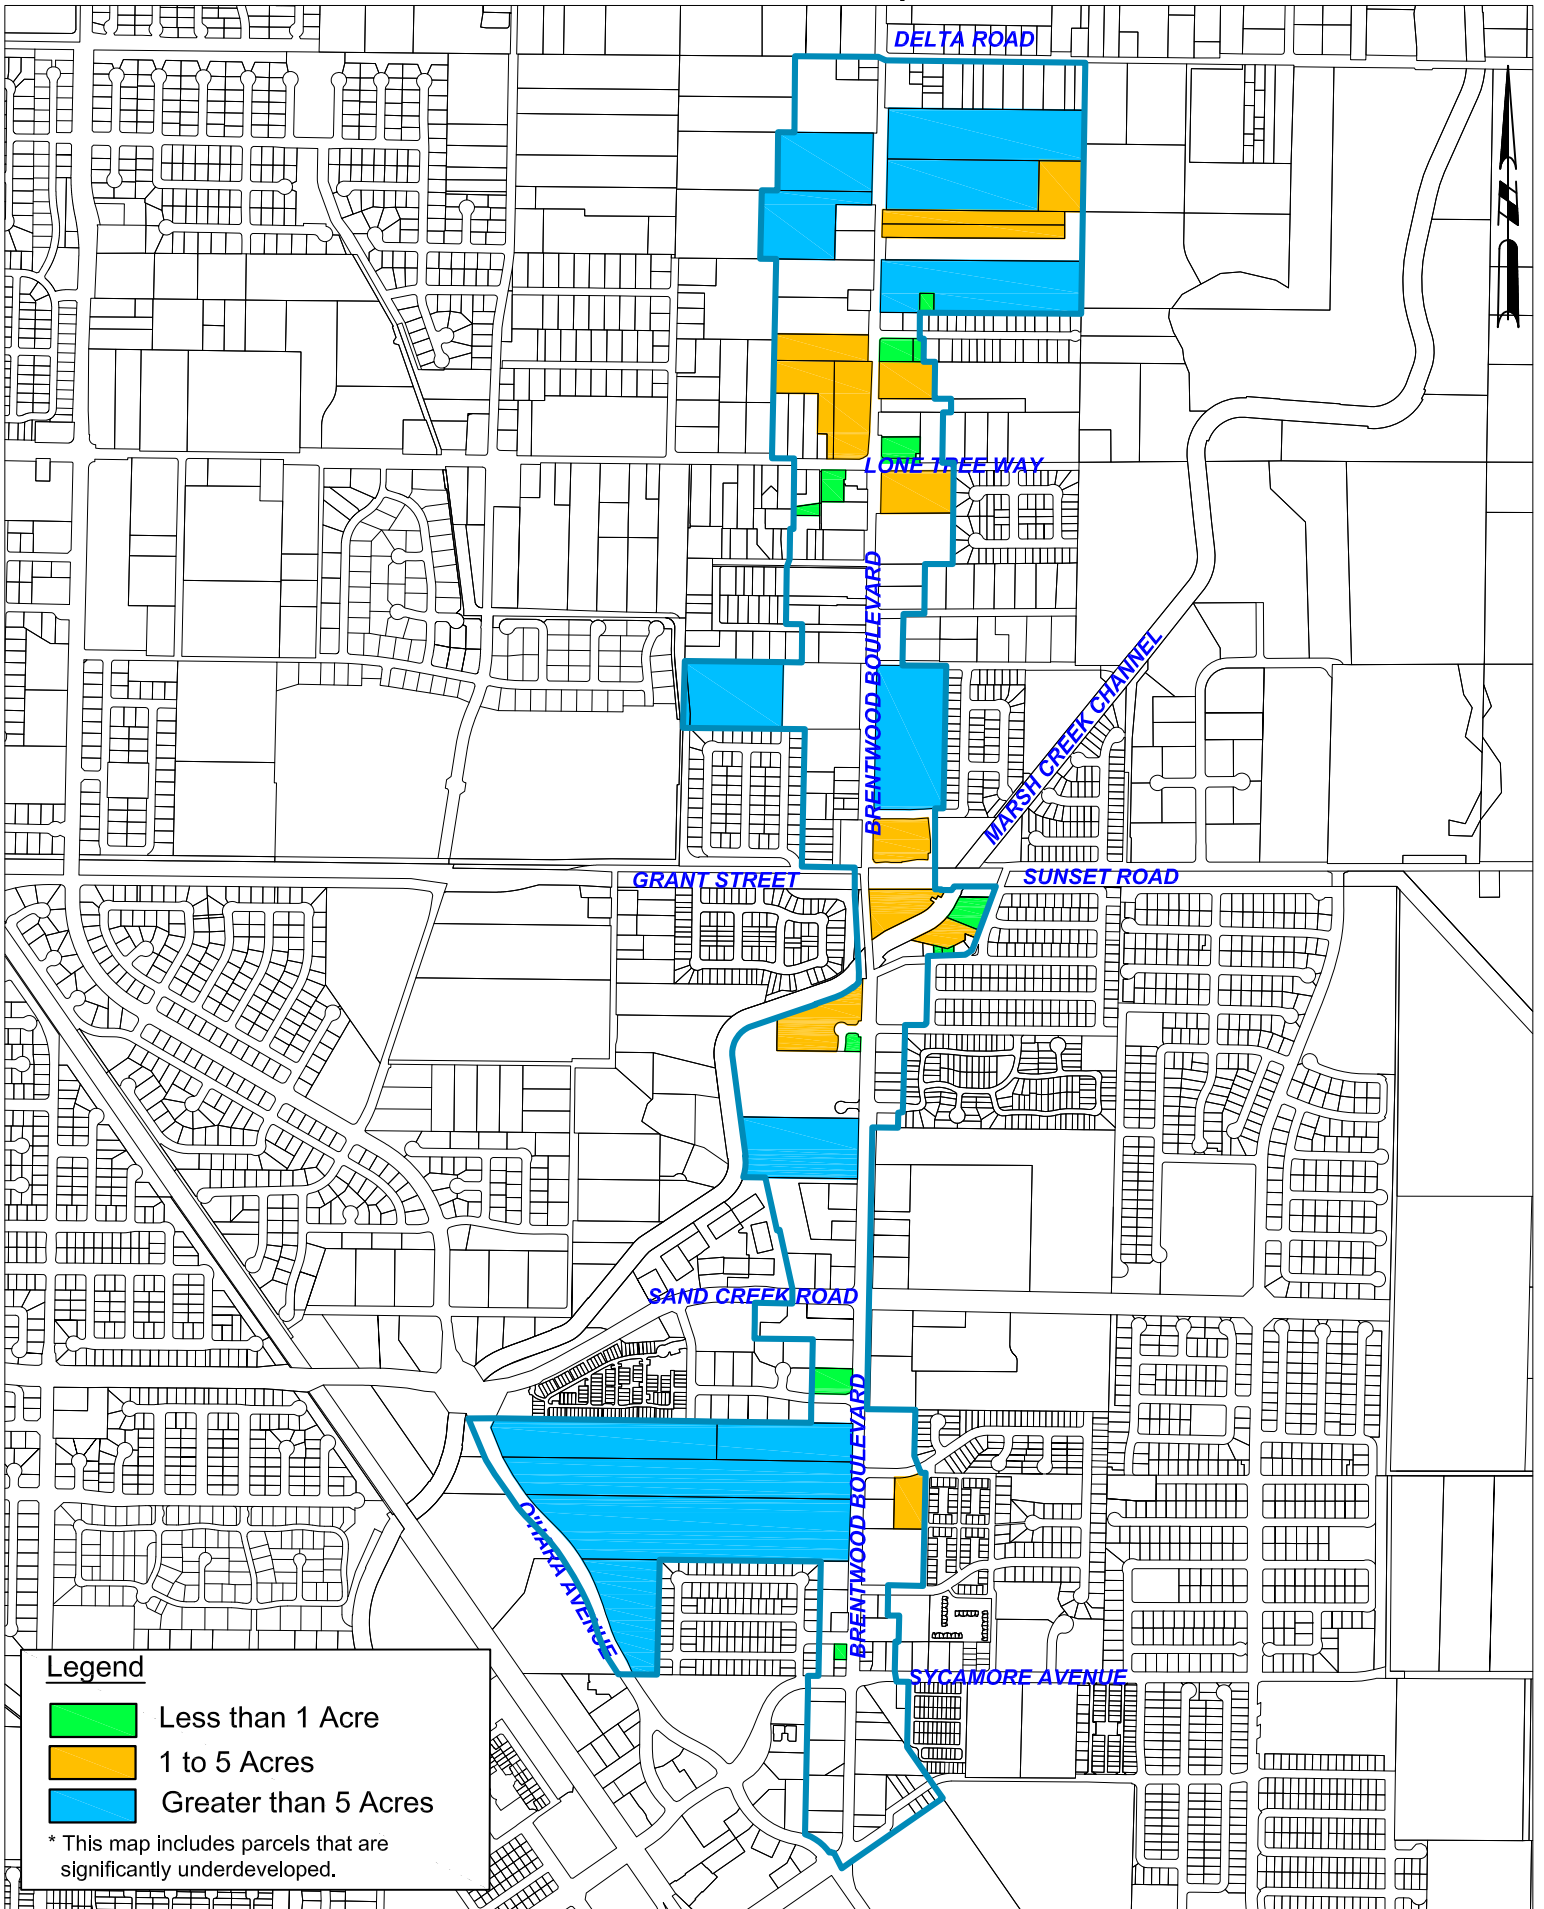 DELTA ROAD
LONE TREE WAY
BRENTWOOD BOULEVARD
MARSH CREEK CHANNEL
GRANT STREET
SUNSET ROAD
SAND CREEK ROAD
BRENTWOOD BOULEVARD
O'HARA AVENUE
SYCAMORE AVENUE
Legend
Less than 1 Acre
1 to 5 Acres
Greater than 5 Acres
* This map includes parcels that are
significantly underdeveloped.